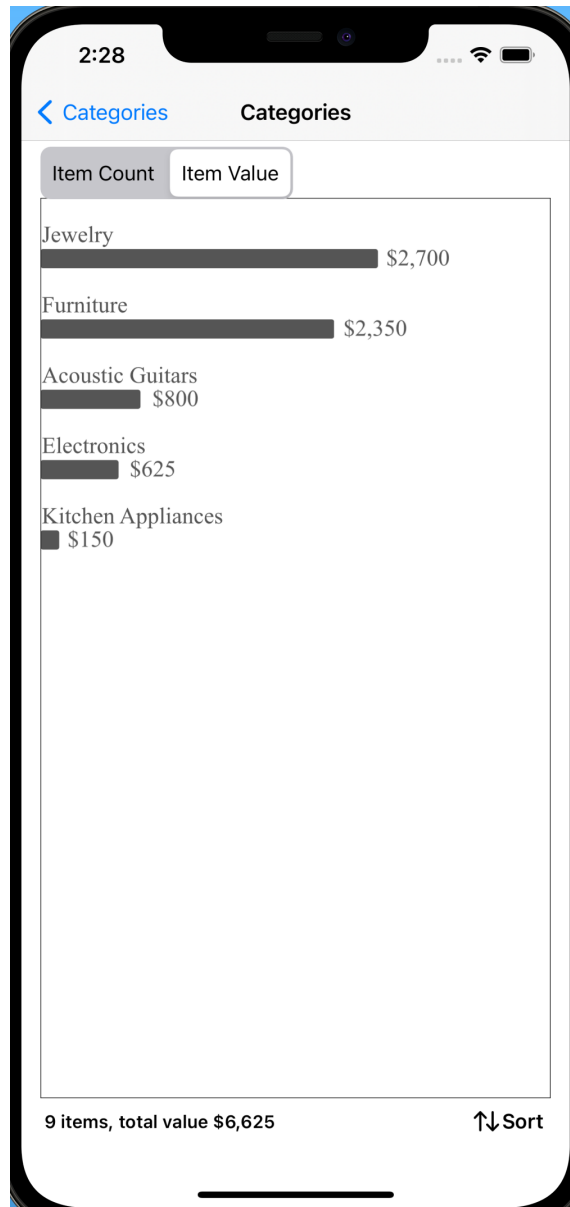 2:28
Categories Categories
Item Count Item Value
Jewelry
$2,700
Furniture
$2,350
Acoustic Guitars
$800
Electronics
$625
Kitchen Appliances
$150
9 items, total value $6,625 Sort